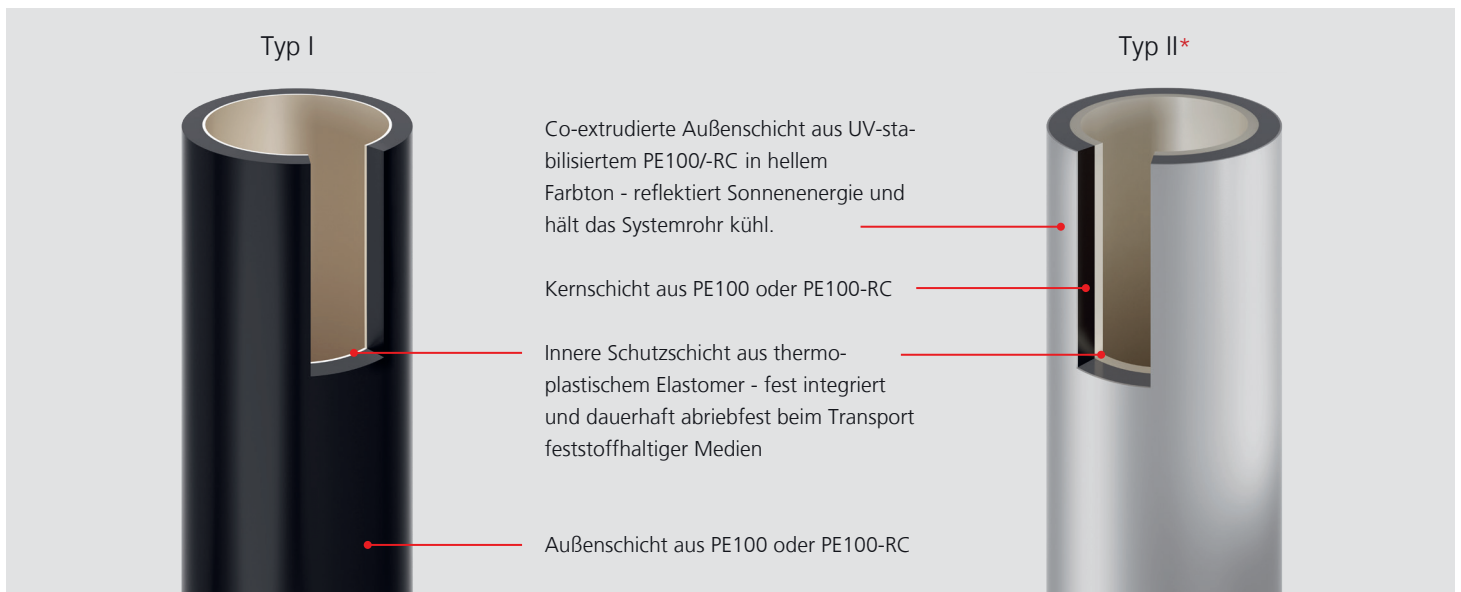 Typ I
Typ II*
Co-extrudierte Außenschicht aus UV-sta-
bilisiertem PE100/-RC in hellem
Farbton - reflektiert Sonnenenergie und
hält das Systemrohr kühl.
Kernschicht aus PE100 oder PE100-RC
Innere Schutzschicht aus thermo-
plastischem Elastomer - fest integriert
und dauerhaft abriebfest beim Transport
feststoffhaltiger Medien
Außenschicht aus PE100 oder PE100-RC